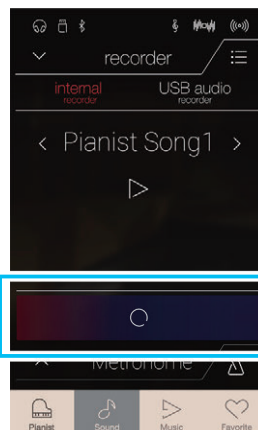 recorder
internal
recorder
USB audio
recorder
Pianist Song1
Metronome
Pianist
Sound
Music
Favorite